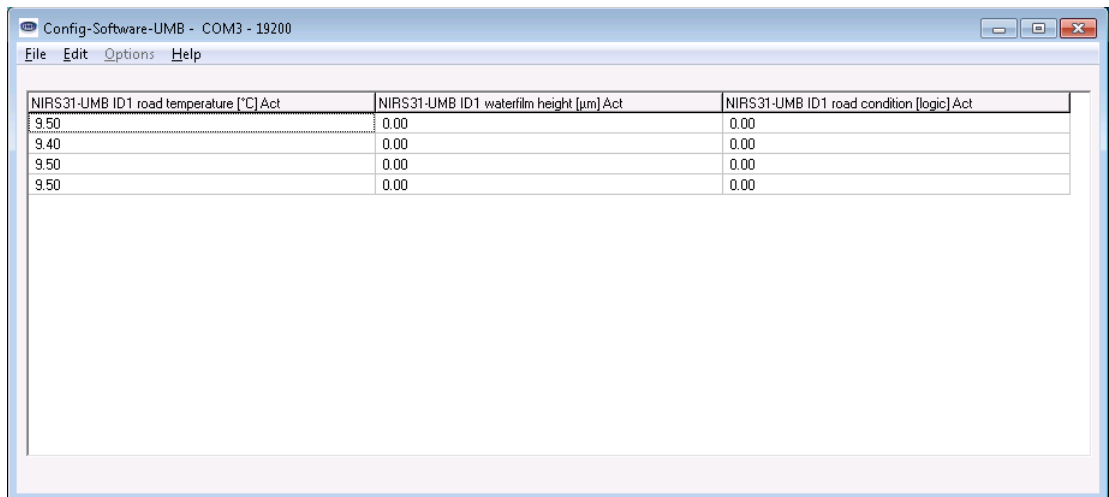 Config-Software-UMB - COM3 - 19200
File Edit Options Help
NIRS31-UMB ID1 road temperature [°C] Act NIRS31-UMB ID1 waterfilm height [µm] Act NIRS31-UMB ID1 road condition [logic] Act
9.50 0.00 0.00
9.40 0.00 0.00
9.50 0.00 0.00
9.50 0.00 0.00